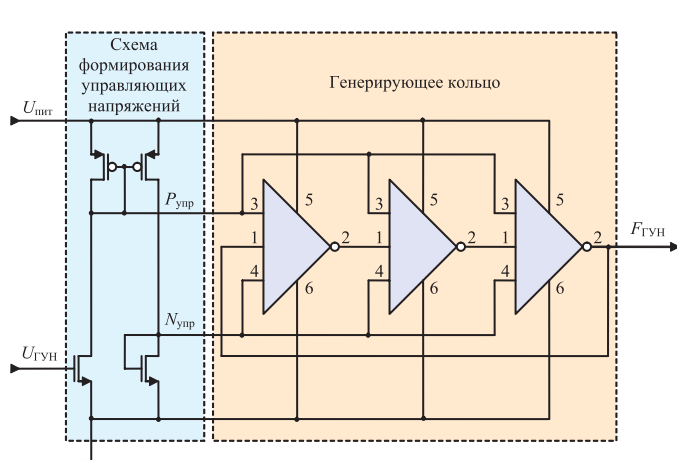 Схема
формирования
управляющих
напряжений
Генерирующее кольцо
Uпит
Pупр
Nупр
UГУН
FГУН
3 5
1 2
4 6
3 5
1 2
4 6
3 5
1 2
4 6